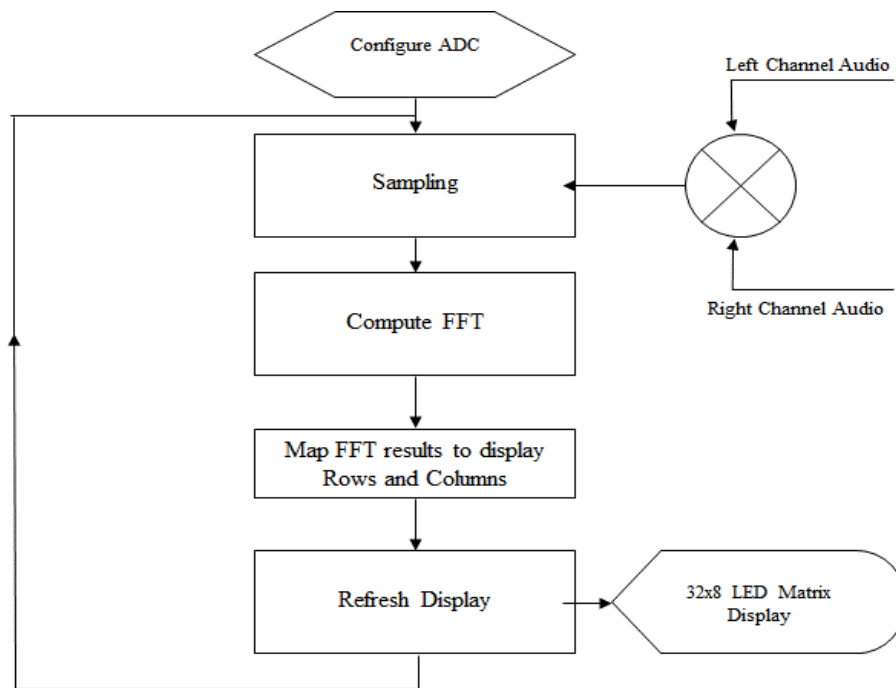 Configure ADC
Left Channel Audio
Sampling
Right Channel Audio
Compute FFT
Map FFT results to display
Rows and Columns
Refresh Display
32x8 LED Matrix
Display